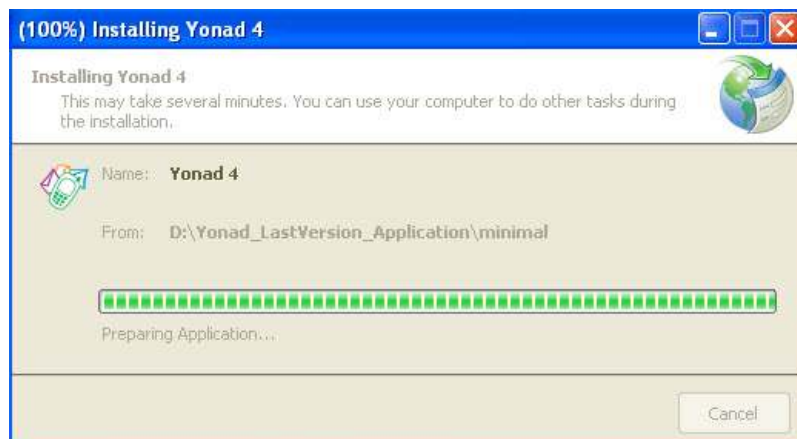 (100%) Installing Yonad 4
Installing Yonad 4
This may take several minutes. You can use your computer to do other tasks during
the installation.
Name: Yonad 4
From: D:\Yonad_LastVersion_Application\minimal
Preparing Application...
Cancel